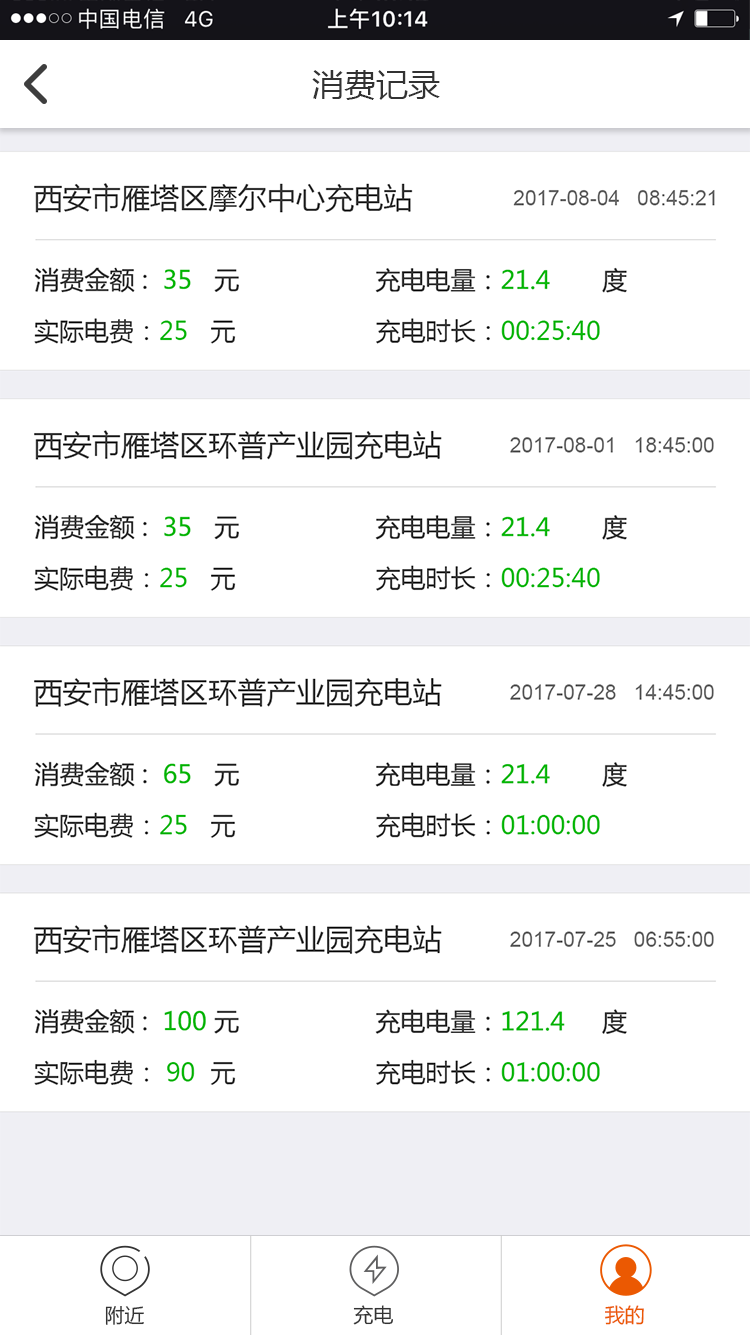 中国电信 4G 上午10:14
消费记录
西安市雁塔区摩尔中心充电站 2017-08-04 08:45:21
消费金额： 35 元 充电电量：21.4 度
实际电费：25 元 充电时长：00:25:40
西安市雁塔区环普产业园充电站 2017-08-01 18:45:00
消费金额： 35 元 充电电量：21.4 度
实际电费：25 元 充电时长：00:25:40
西安市雁塔区环普产业园充电站 2017-07-28 14:45:00
消费金额： 65 元 充电电量：21.4 度
实际电费：25 元 充电时长：01:00:00
西安市雁塔区环普产业园充电站 2017-07-25 06:55:00
消费金额： 100 元 充电电量：121.4 度
实际电费： 90 元 充电时长：01:00:00
附近 充电 我的